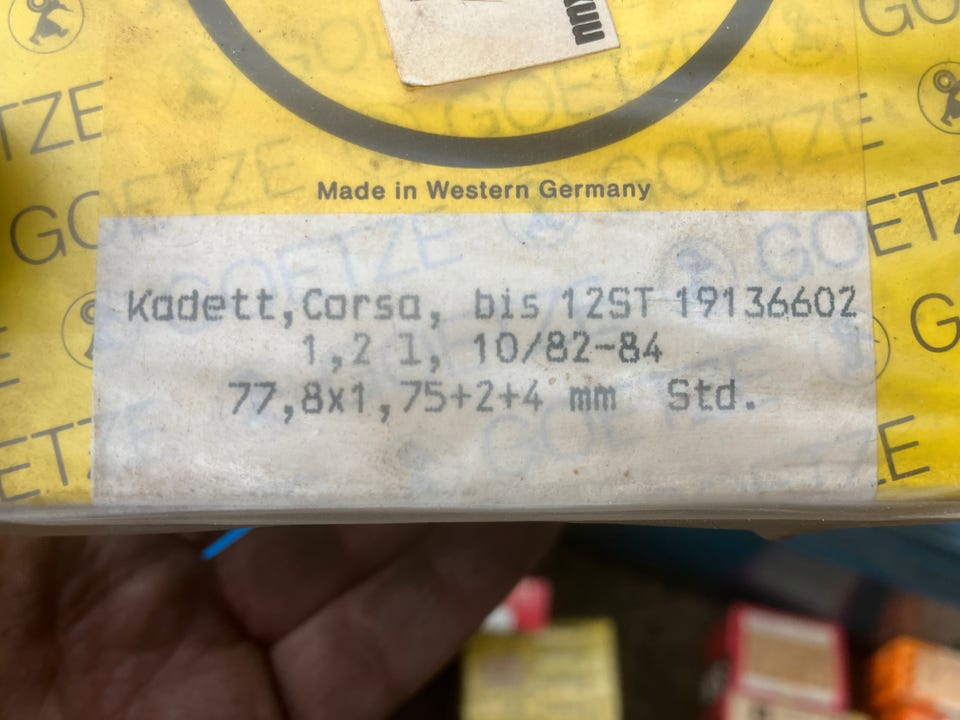 GOETZE
Made in Western Germany
Kadett,Corsa, bis 12ST 19136602
1,2 l, 10/82-84
77,8x1,75+2+4 mm Std.